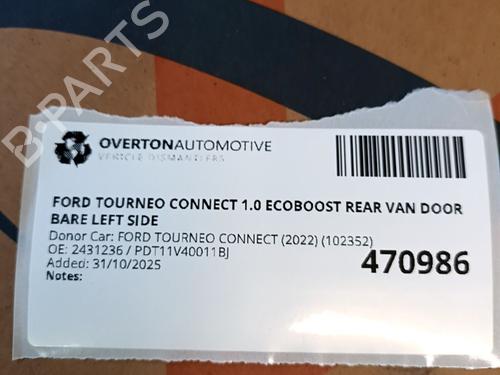 B-PARTS
OVERTONAUTOMOTIVE
VEHICLE DISMANTLERS
FORD TOURNEO CONNECT 1.0 ECOBOOST REAR VAN DOOR
BARE LEFT SIDE
Donor Car: FORD TOURNEO CONNECT (2022) (102352)
OE: 2431236 / PDT11V40011BJ
Added: 31/10/2025
Notes:
470986